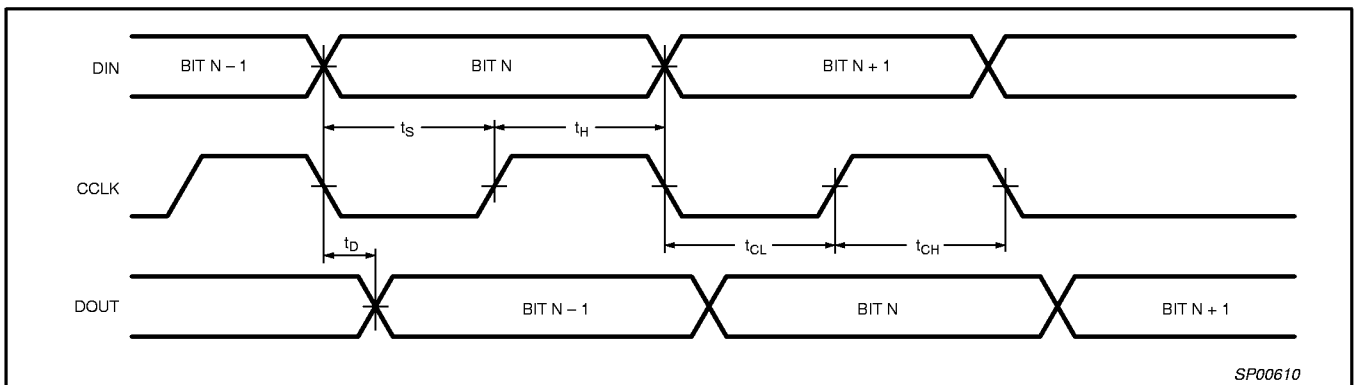 DIN BIT N – 1 BIT N BIT N + 1
tS tH
CCLK
tD tCL tCH
DOUT BIT N – 1 BIT N BIT N + 1
SP00610